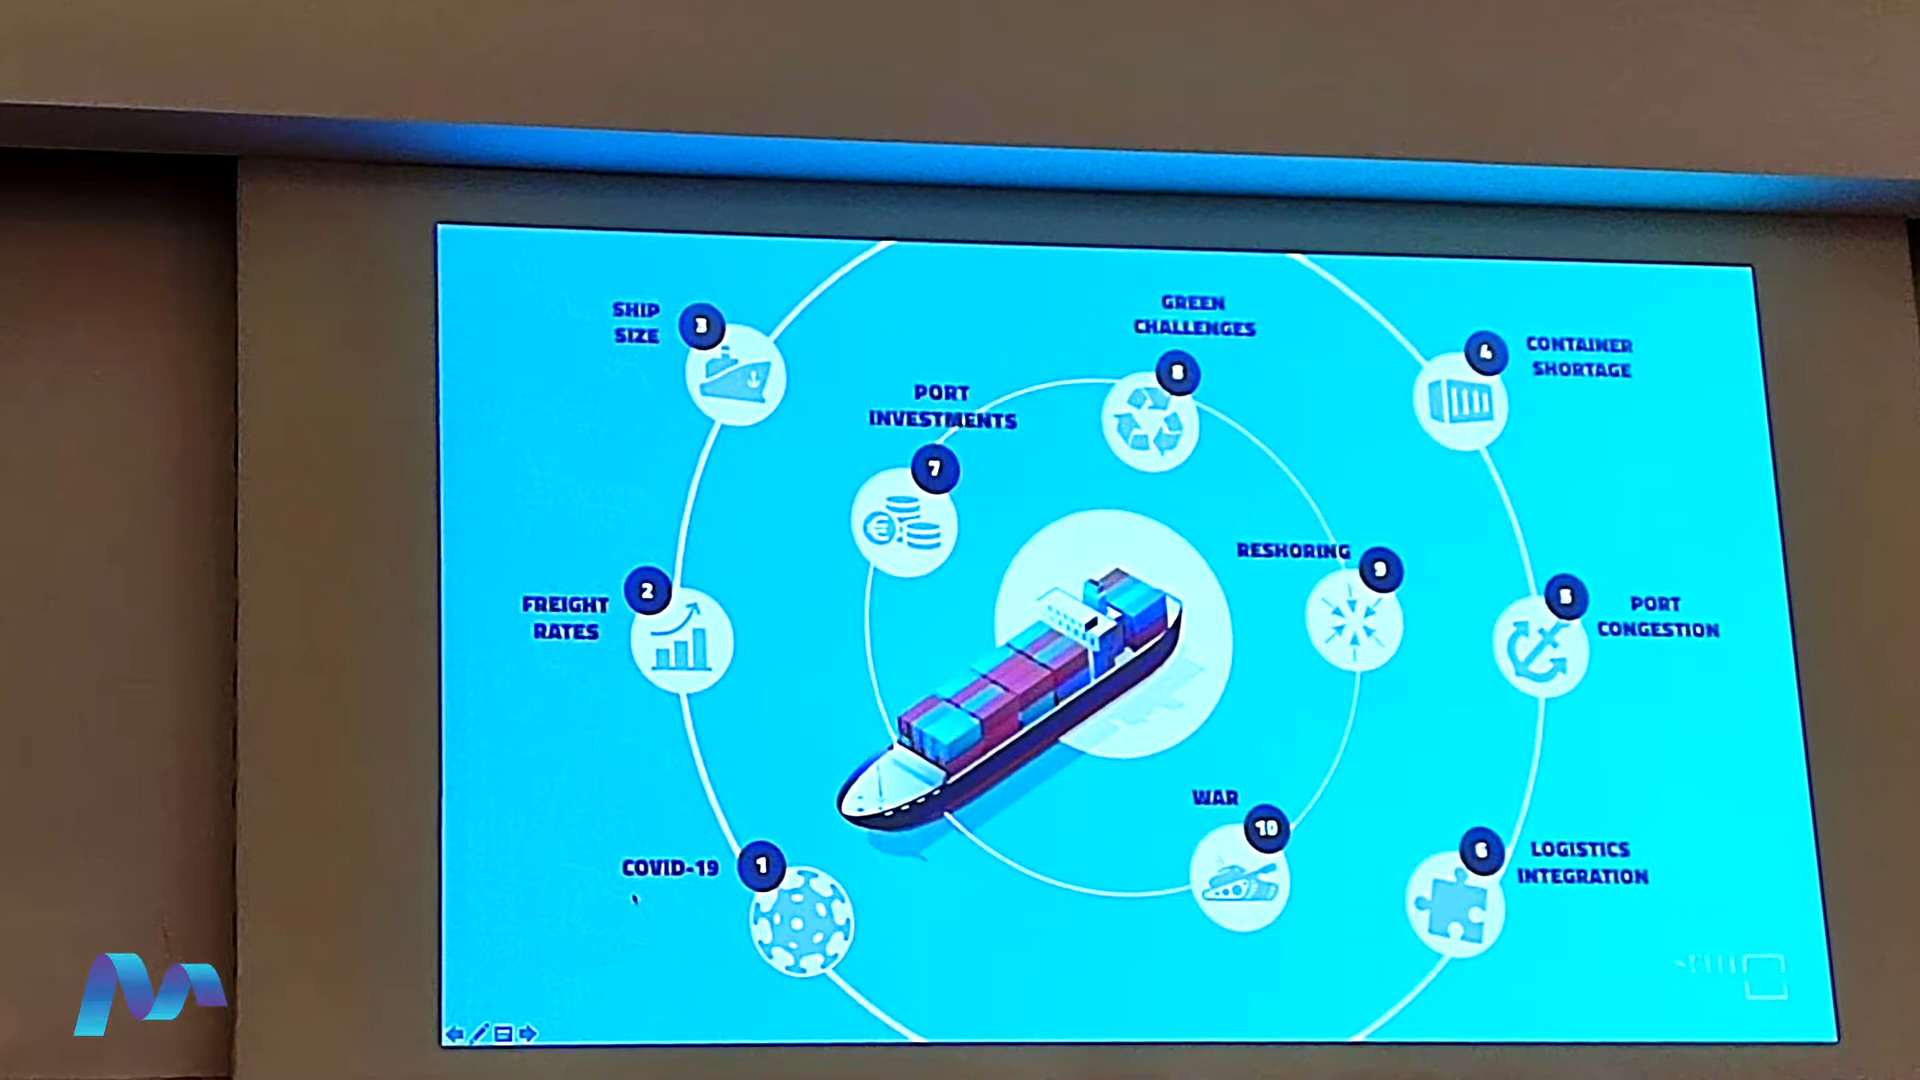 SHIP
SIZE
3
GREEN
CHALLENGES
8
4
CONTAINER
SHORTAGE
PORT
INVESTMENTS
7
RESHORING
9
FREIGHT
RATES
2
5
PORT
CONGESTION
WAR
10
COVID-19
1
6
LOGISTICS
INTEGRATION